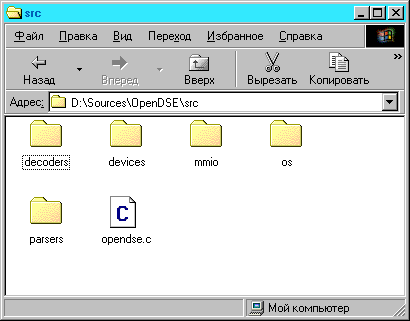 src
Файл Правка Вид Переход Избранное Справка
Назад Вперед Вверх Вырезать Копировать »
Адрес: D:\Sources\OpenDSE\src
decoders devices mmio os
C
parsers opendse.c
Мой компьютер